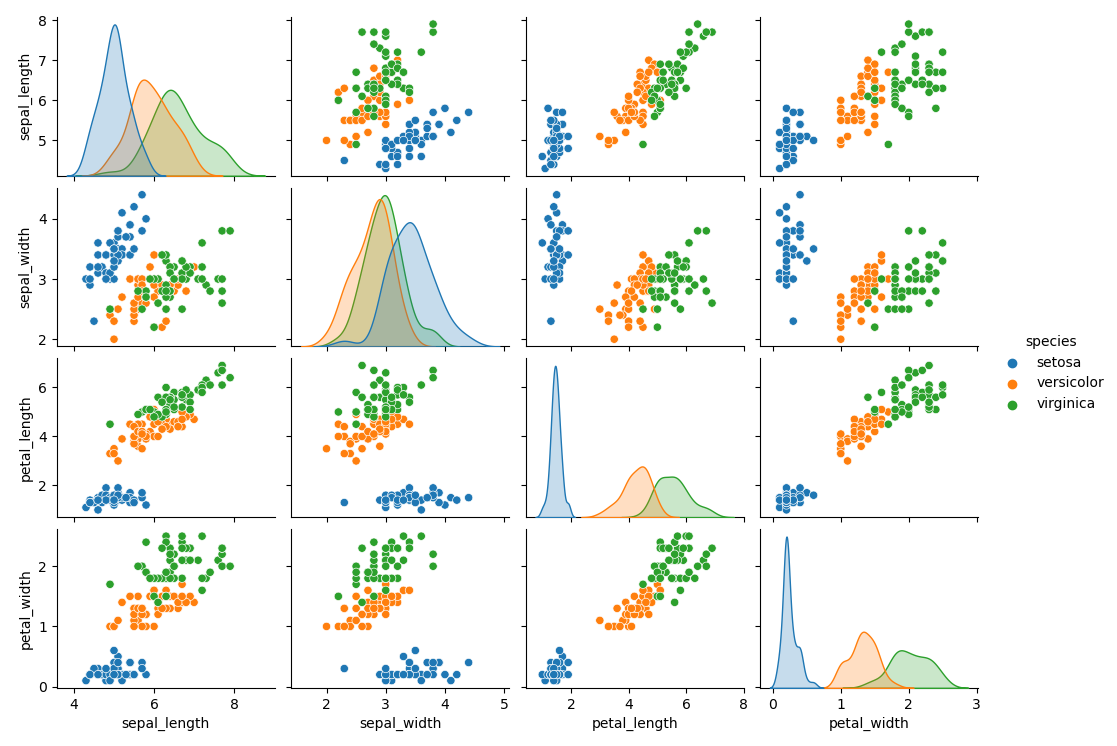 8
7
6
5
sepal_length
4
3
2
sepal_width
species
setosa
versicolor
virginica
6
4
2
petal_length
2
1
0
petal_width
4 6 8
2 3 4 5
2 4 6 8
0 1 2 3
sepal_length
sepal_width
petal_length
petal_width